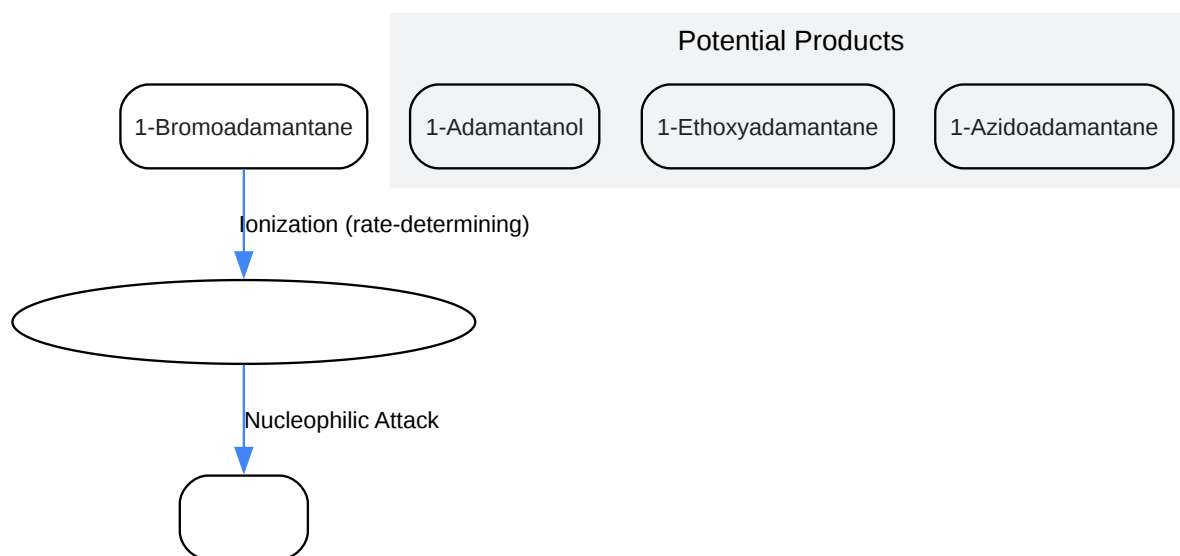 Potential Products
1-Bromoadamantane
1-Adamantanol
1-Ethoxyadamantane
1-Azidoadamantane
Ionization (rate-determining)
Nucleophilic Attack